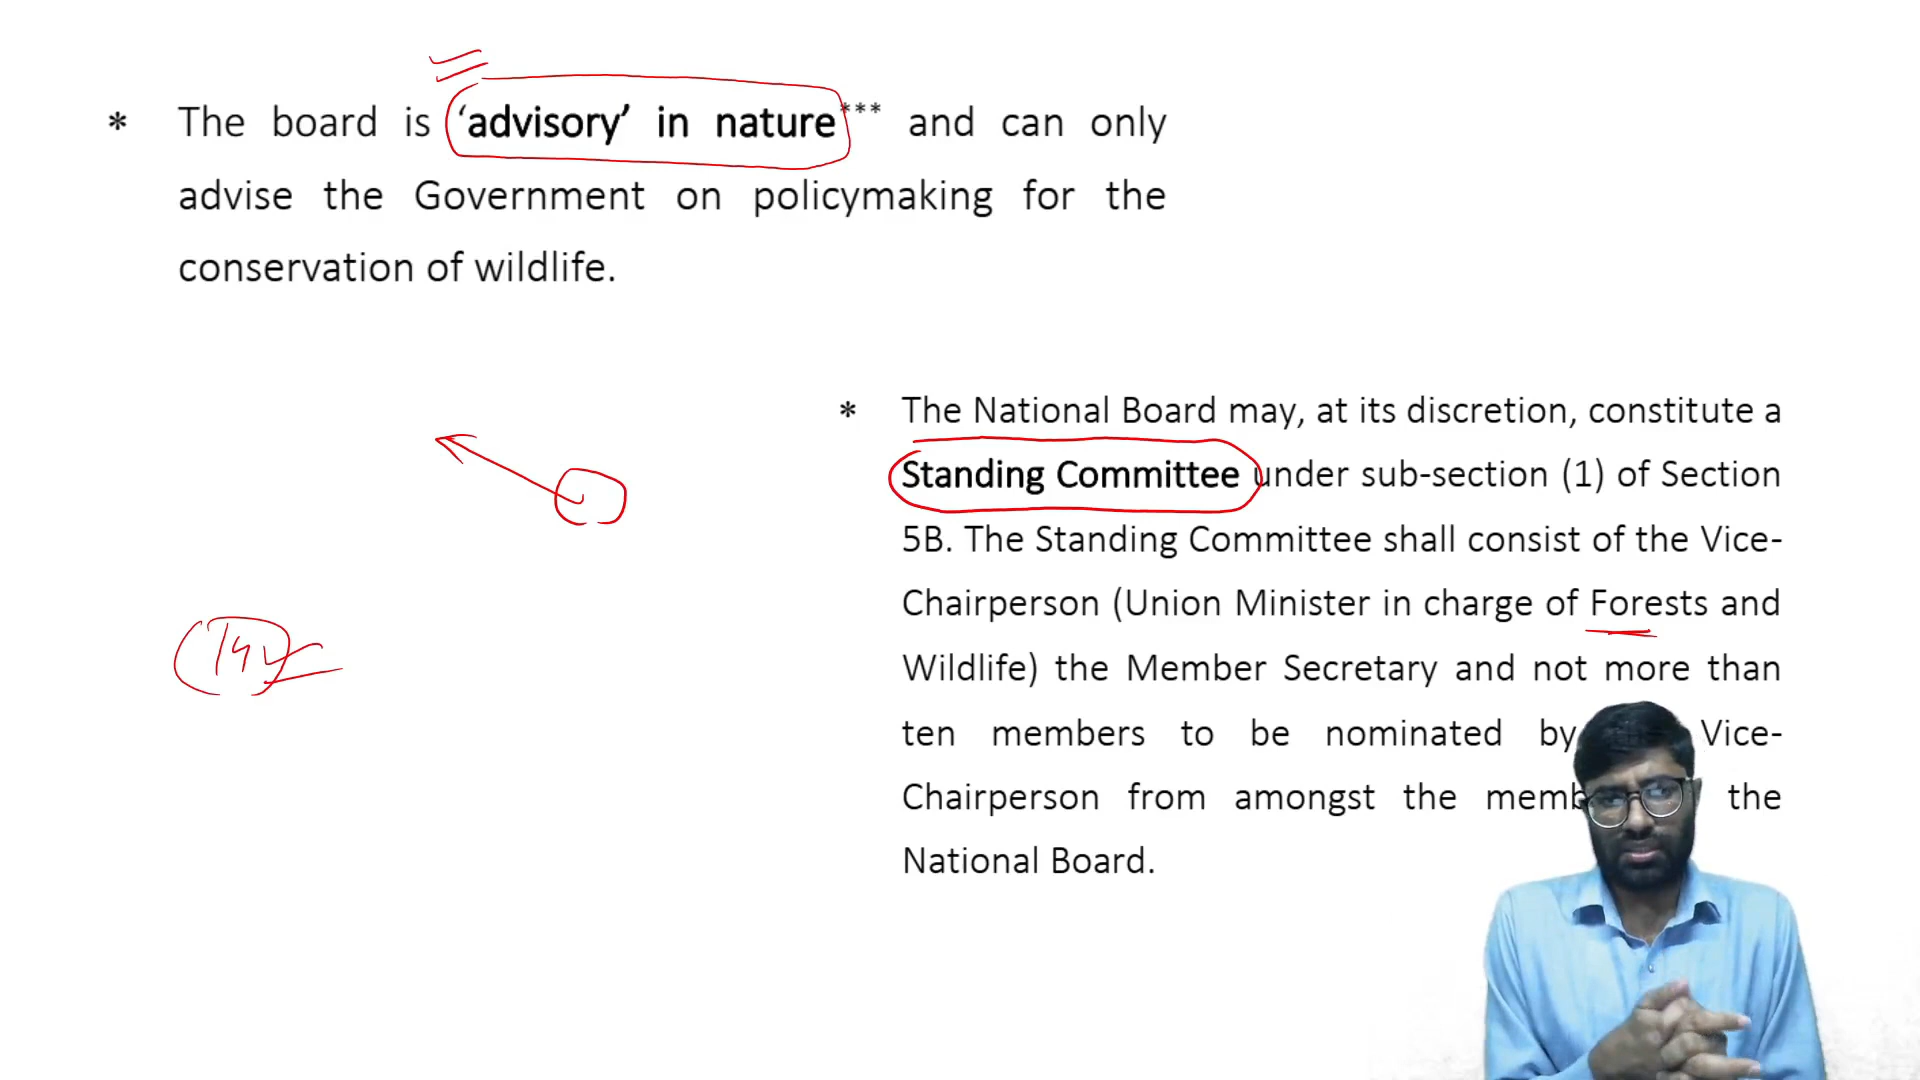 * The board is ‘advisory’ in nature*** and can only
advise the Government on policymaking for the
conservation of wildlife.
* The National Board may, at its discretion, constitute a
Standing Committee under sub-section (1) of Section
5B. The Standing Committee shall consist of the Vice-
Chairperson (Union Minister in charge of Forests and
Wildlife) the Member Secretary and not more than
ten members to be nominated by Vice-
Chairperson from amongst the the
National Board.